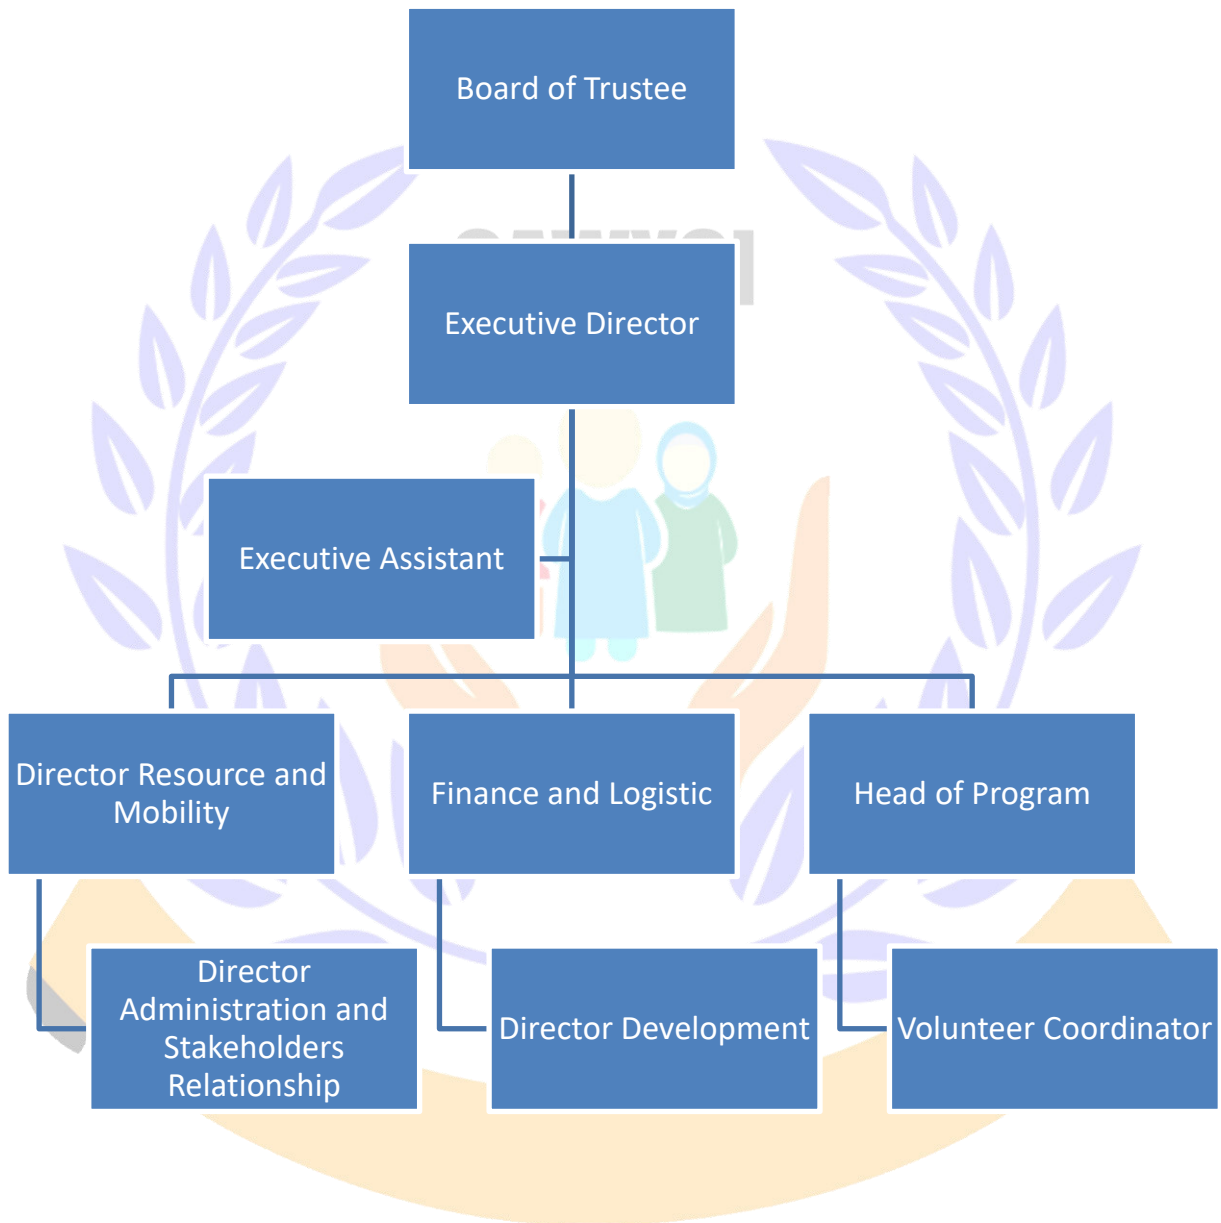 Board of Trustee
Executive Director
Executive Assistant
Director Resource and
Mobility
Finance and Logistic
Head of Program
Director
Administration and
Stakeholders
Relationship
Director Development
Volunteer Coordinator